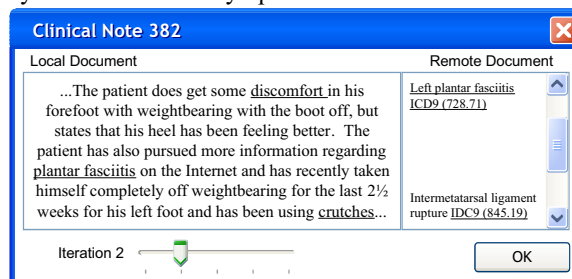 Clinical Note 382
Local Document
Remote Document
...The patient does get some discomfort in his
forefoot with weightbearing with the boot off, but
states that his heel has been feeling better. The
patient has also pursued more information regarding
plantar fasciitis on the Internet and has recently taken
himself completely off weightbearing for the last 2½
weeks for his left foot and has been using crutches...
Left plantar fasciitis
ICD9 (728.71)
Intermetatarsal ligament
rupture IDC9 (845.19)
Iteration 2
OK